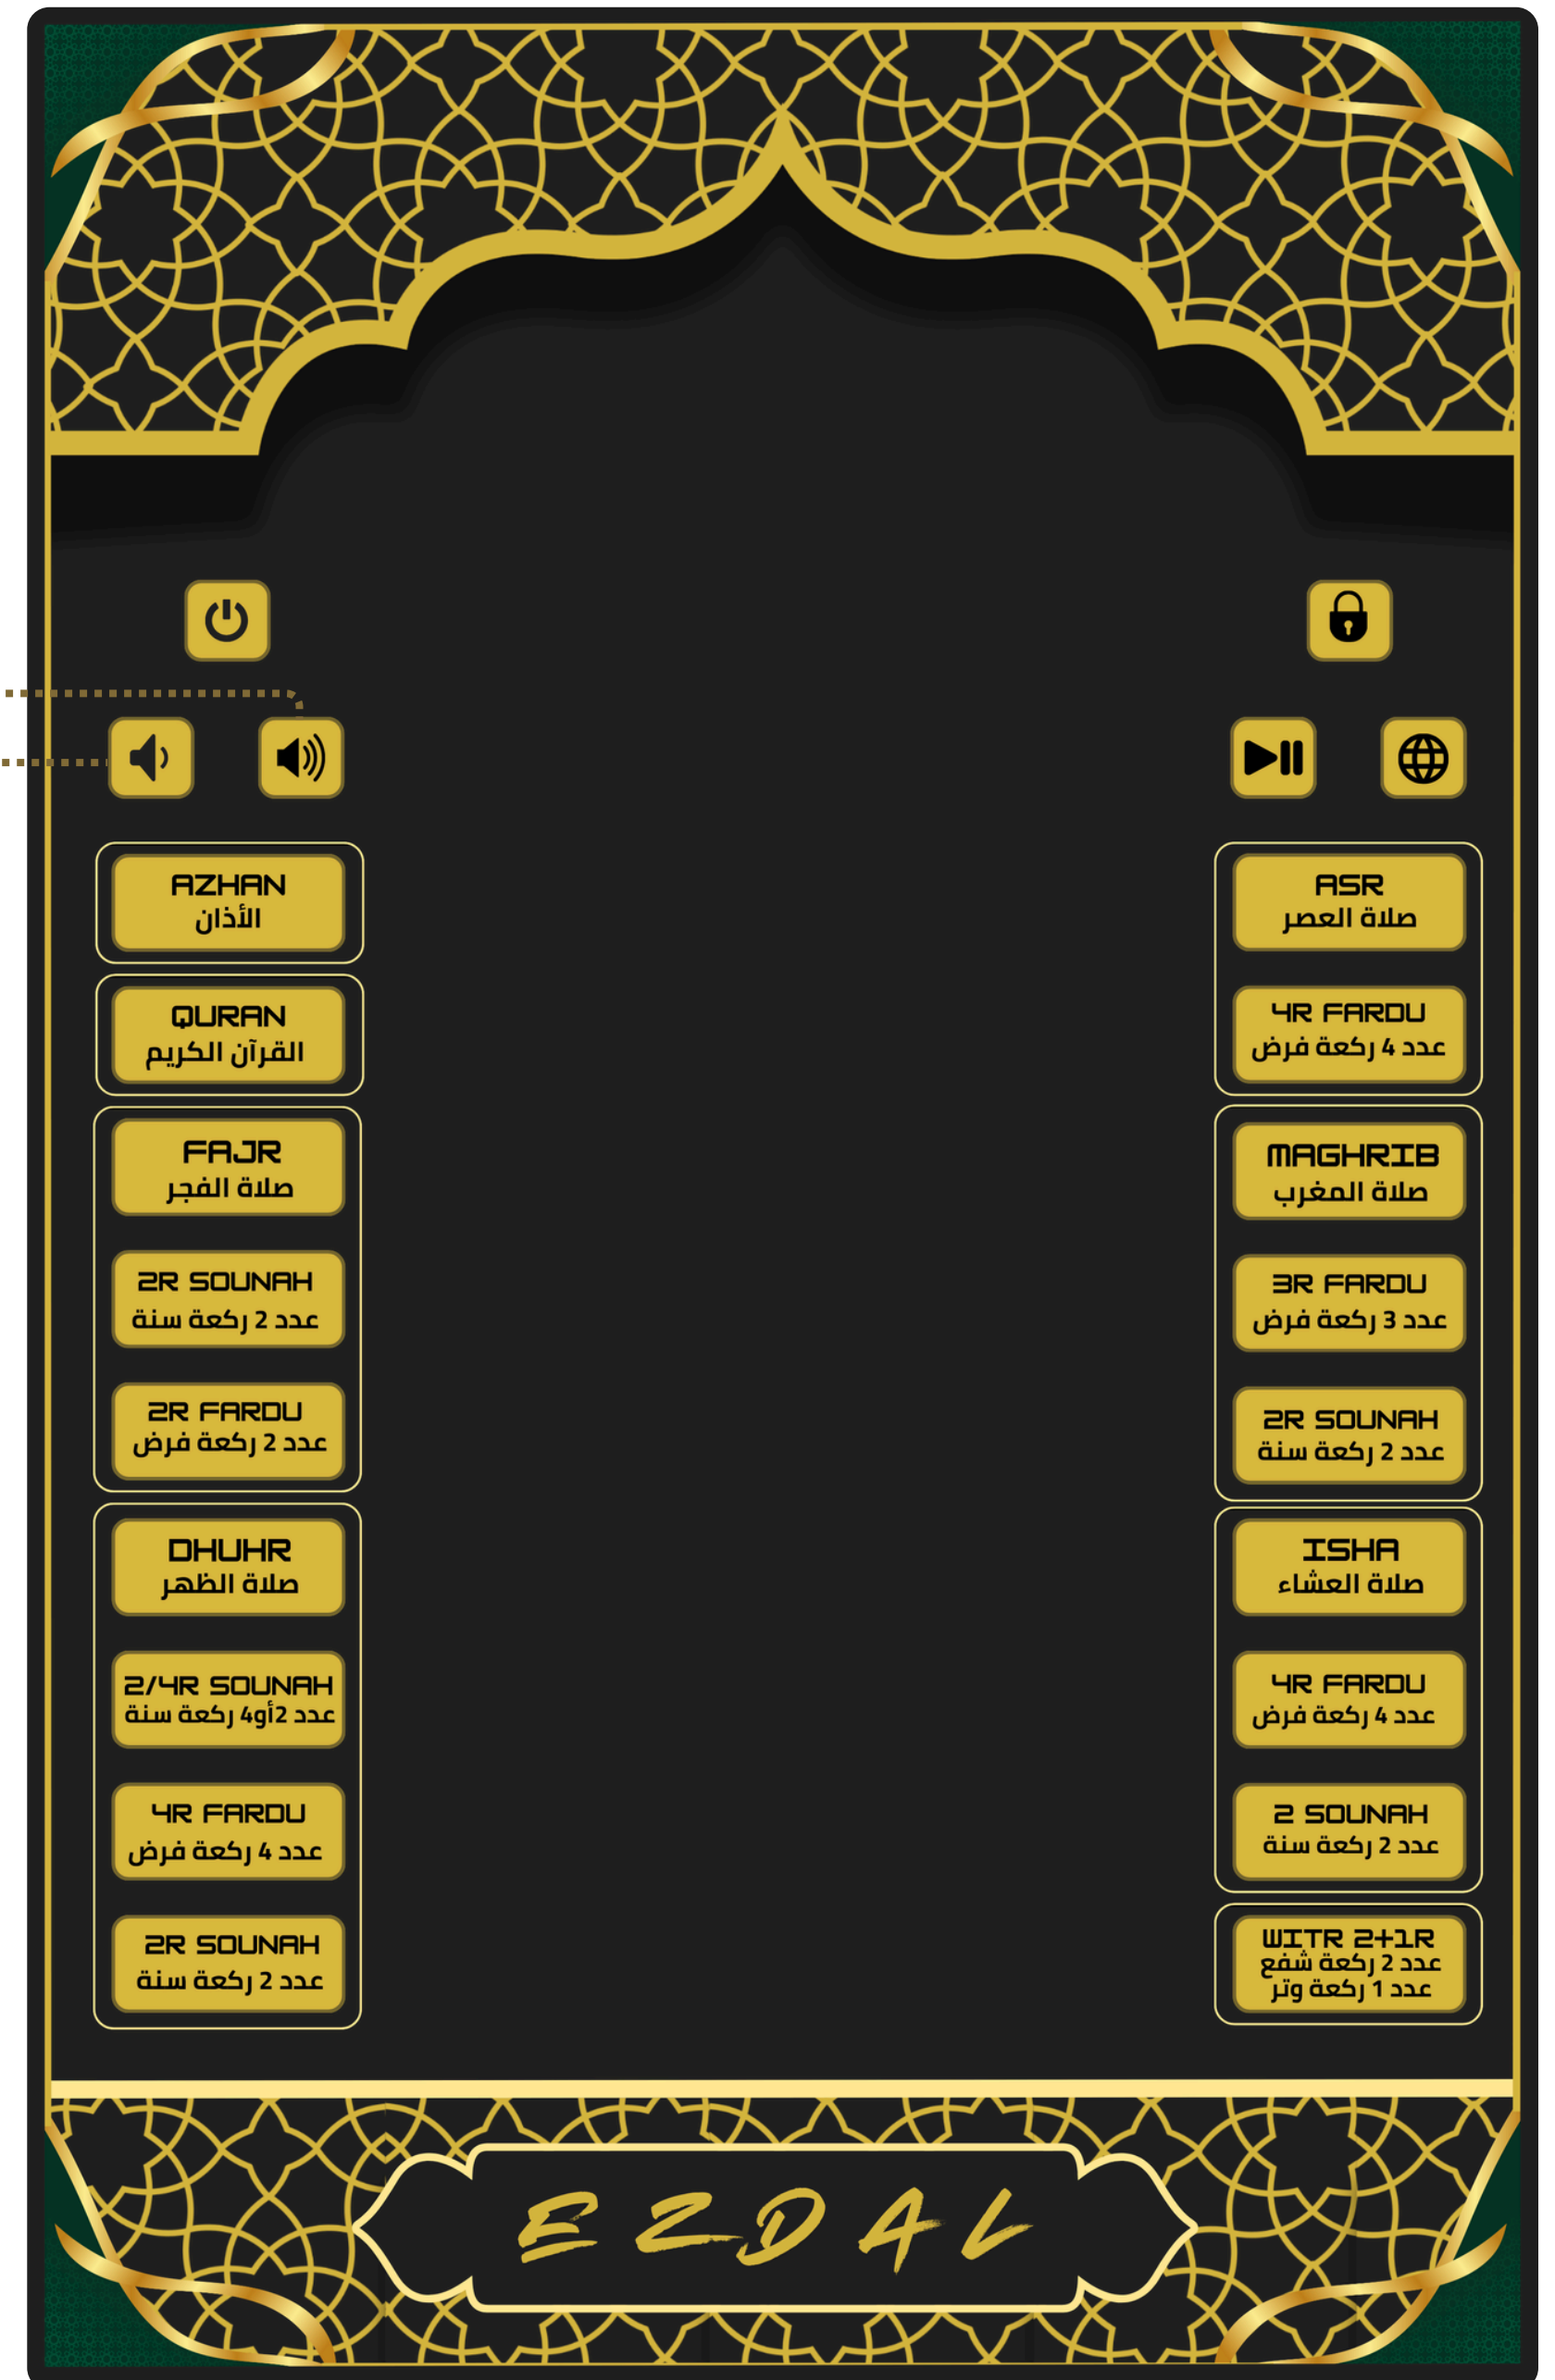 AZHAN
الأذان
QURAN
القرآن الكريم
FAJR
صلاة الفجر
2R SOUNAH
عدد 2 ركعة سنة
2R FARDU
عدد 2 ركعة فرض
DHUHR
صلاة الظهر
2/4R SOUNAH
عدد 2أو4 ركعة سنة
4R FARDU
عدد 4 ركعة فرض
2R SOUNAH
عدد 2 ركعة سنة
ASR
صلاة العصر
4R FARDU
عدد 4 ركعة فرض
MAGHRIB
صلاة المغرب
3R FARDU
عدد 3 ركعة فرض
2R SOUNAH
عدد 2 ركعة سنة
ISHA
صلاة العشاء
4R FARDU
عدد 4 ركعة فرض
2 SOUNAH
عدد 2 ركعة سنة
WITR 2+1R
عدد 2 ركعة شفع
عدد 1 ركعة وتر
EZDAL